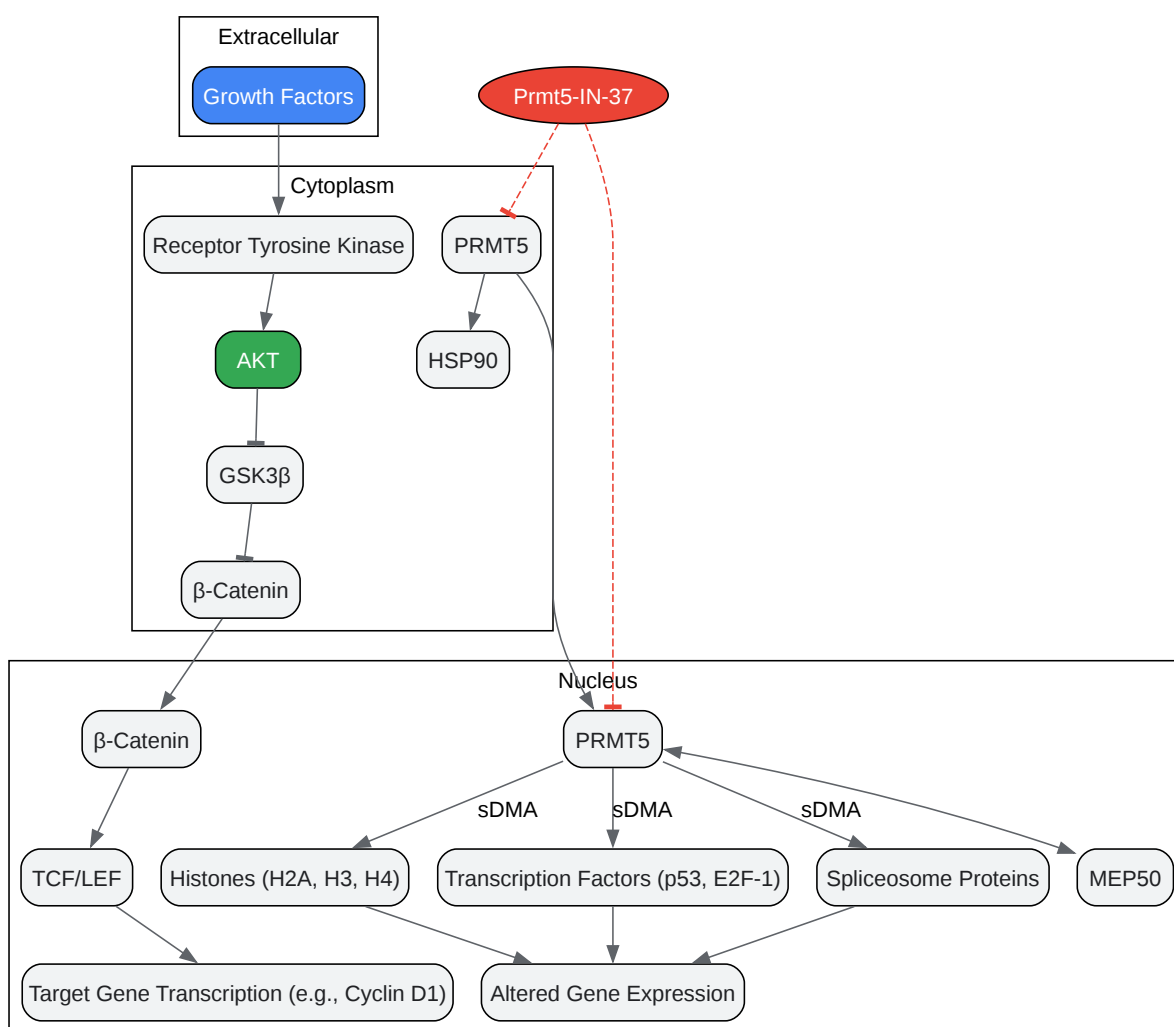 Extracellular
Growth Factors
Prmt5-IN-37
Cytoplasm
Receptor Tyrosine Kinase
PRMT5
AKT
HSP90
GSK3β
β-Catenin
Nucleus
β-Catenin
PRMT5
sDMA
sDMA
sDMA
TCF/LEF
Histones (H2A, H3, H4)
Transcription Factors (p53, E2F-1)
Spliceosome Proteins
MEP50
Target Gene Transcription (e.g., Cyclin D1)
Altered Gene Expression